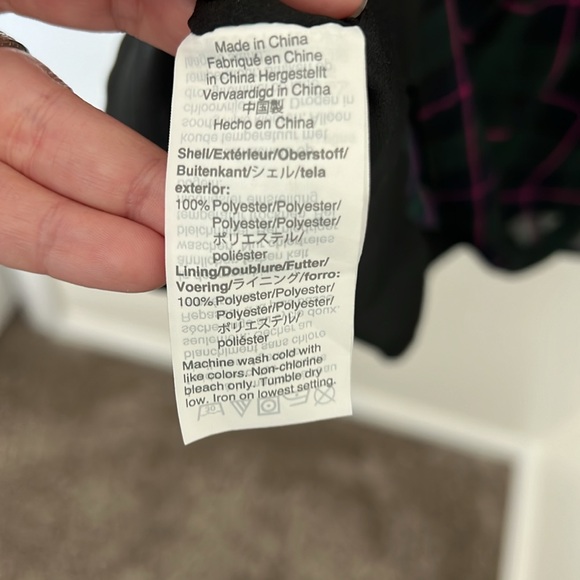 Made in China
Fabriqué en Chine
in China Hergestellt
Vervaardigd in China
中国製
Hecho en China
Shell/Extérieur/Oberstoff/
Buitenkant/シェル/tela
exterior:
100% Polyester/Polyester/
Polyester/Polyester/
ポリエステル/
poliéster
Lining/Doublure/Futter/
Voering/ライニング/forro:
100% Polyester/Polyester/
Polyester/Polyester/
ポリエステル/
poliéster
Machine wash cold with
like colors. Non-chlorine
bleach only. Tumble dry
low. Iron on lowest setting.